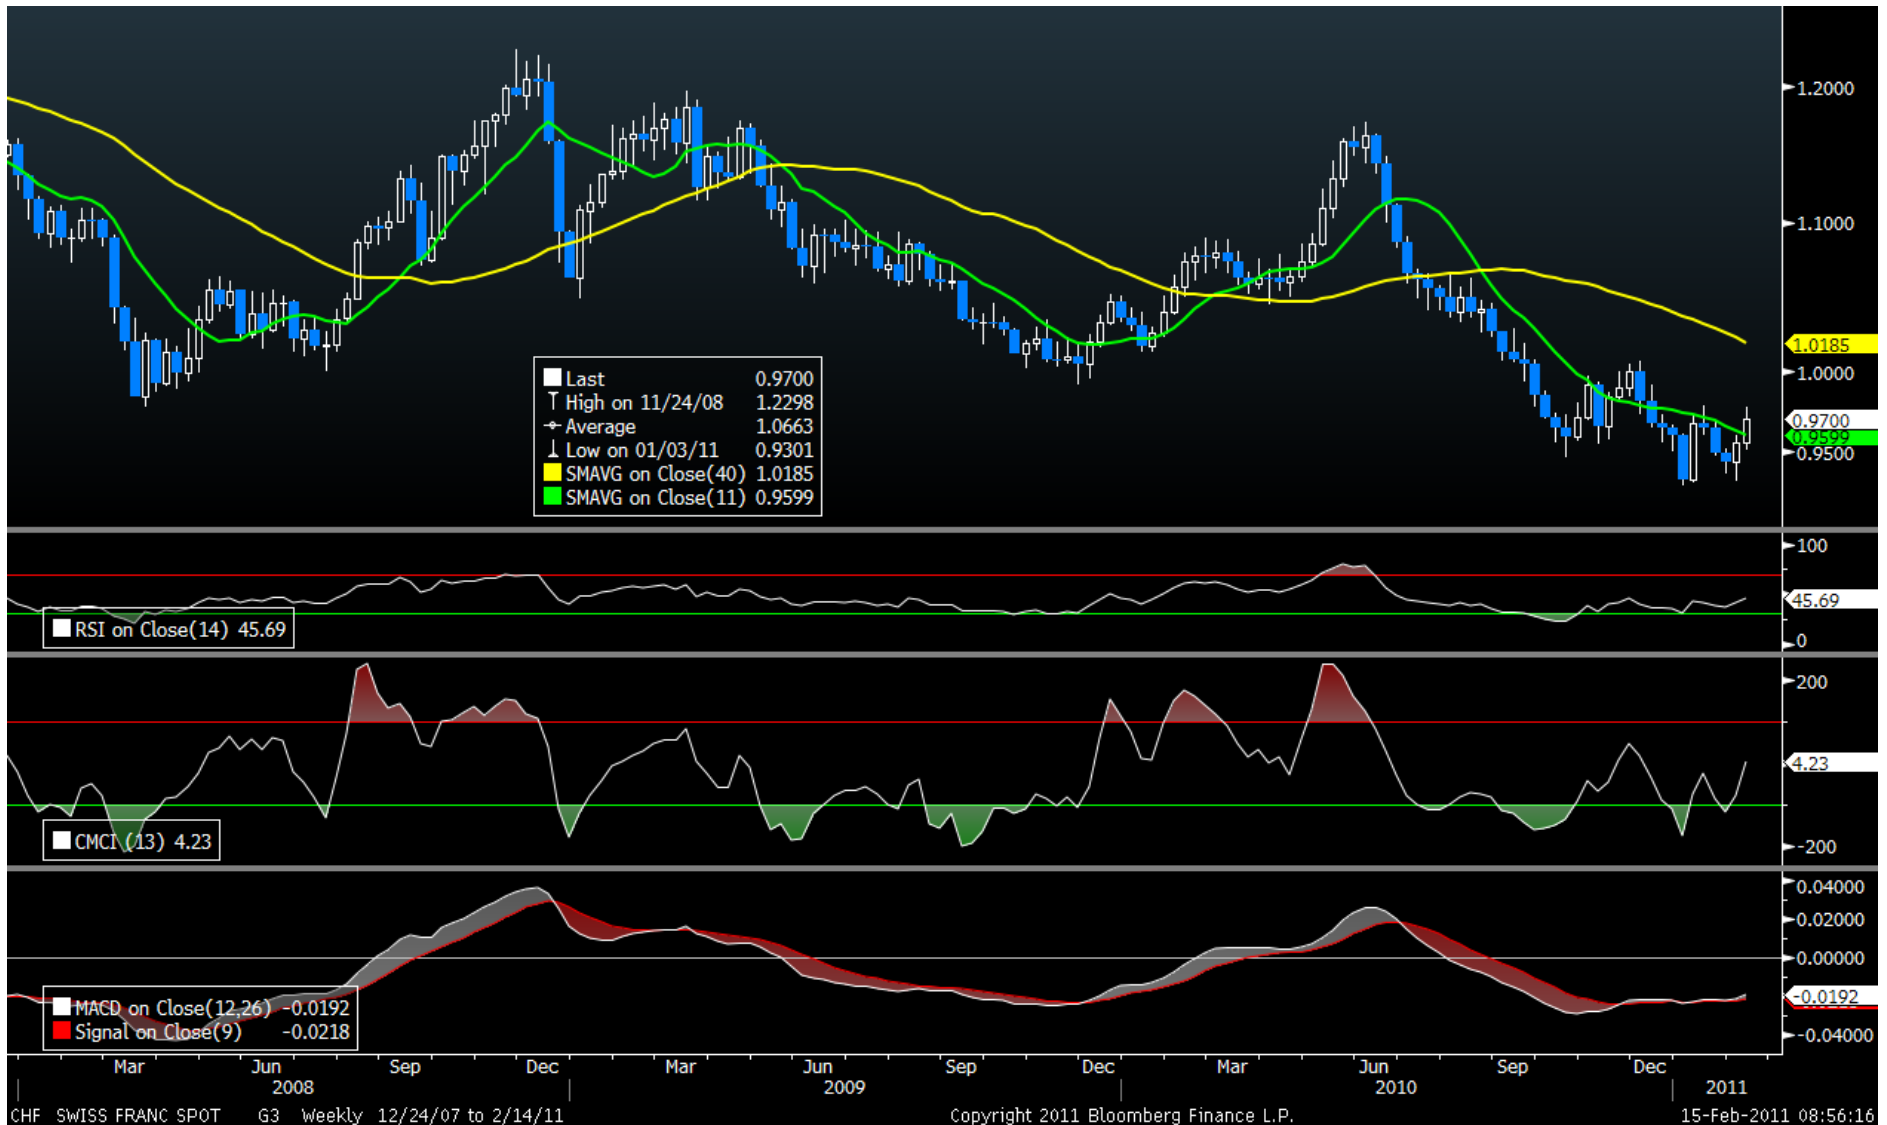 1.2000
1.1000
1.0185
1.0000
0.9700
0.9599
0.9500
Last 0.9700
High on 11/24/08 1.2298
Average 1.0663
Low on 01/03/11 0.9301
SMAVG on Close(40) 1.0185
SMAVG on Close(11) 0.9599
100
45.69
0
RSI on Close(14) 45.69
200
4.23
-200
CMCI (13) 4.23
0.04000
0.02000
0.00000
-0.0192
-0.04000
MACD on Close(12,26) -0.0192
Signal on Close(9) -0.0218
Mar Jun Sep Dec Mar Jun Sep Dec Mar Jun Sep Dec
2008 2009 2010 2011
CHF SWISS FRANC SPOT G3 Weekly 12/24/07 to 2/14/11 Copyright 2011 Bloomberg Finance L.P. 15-Feb-2011 08:56:16